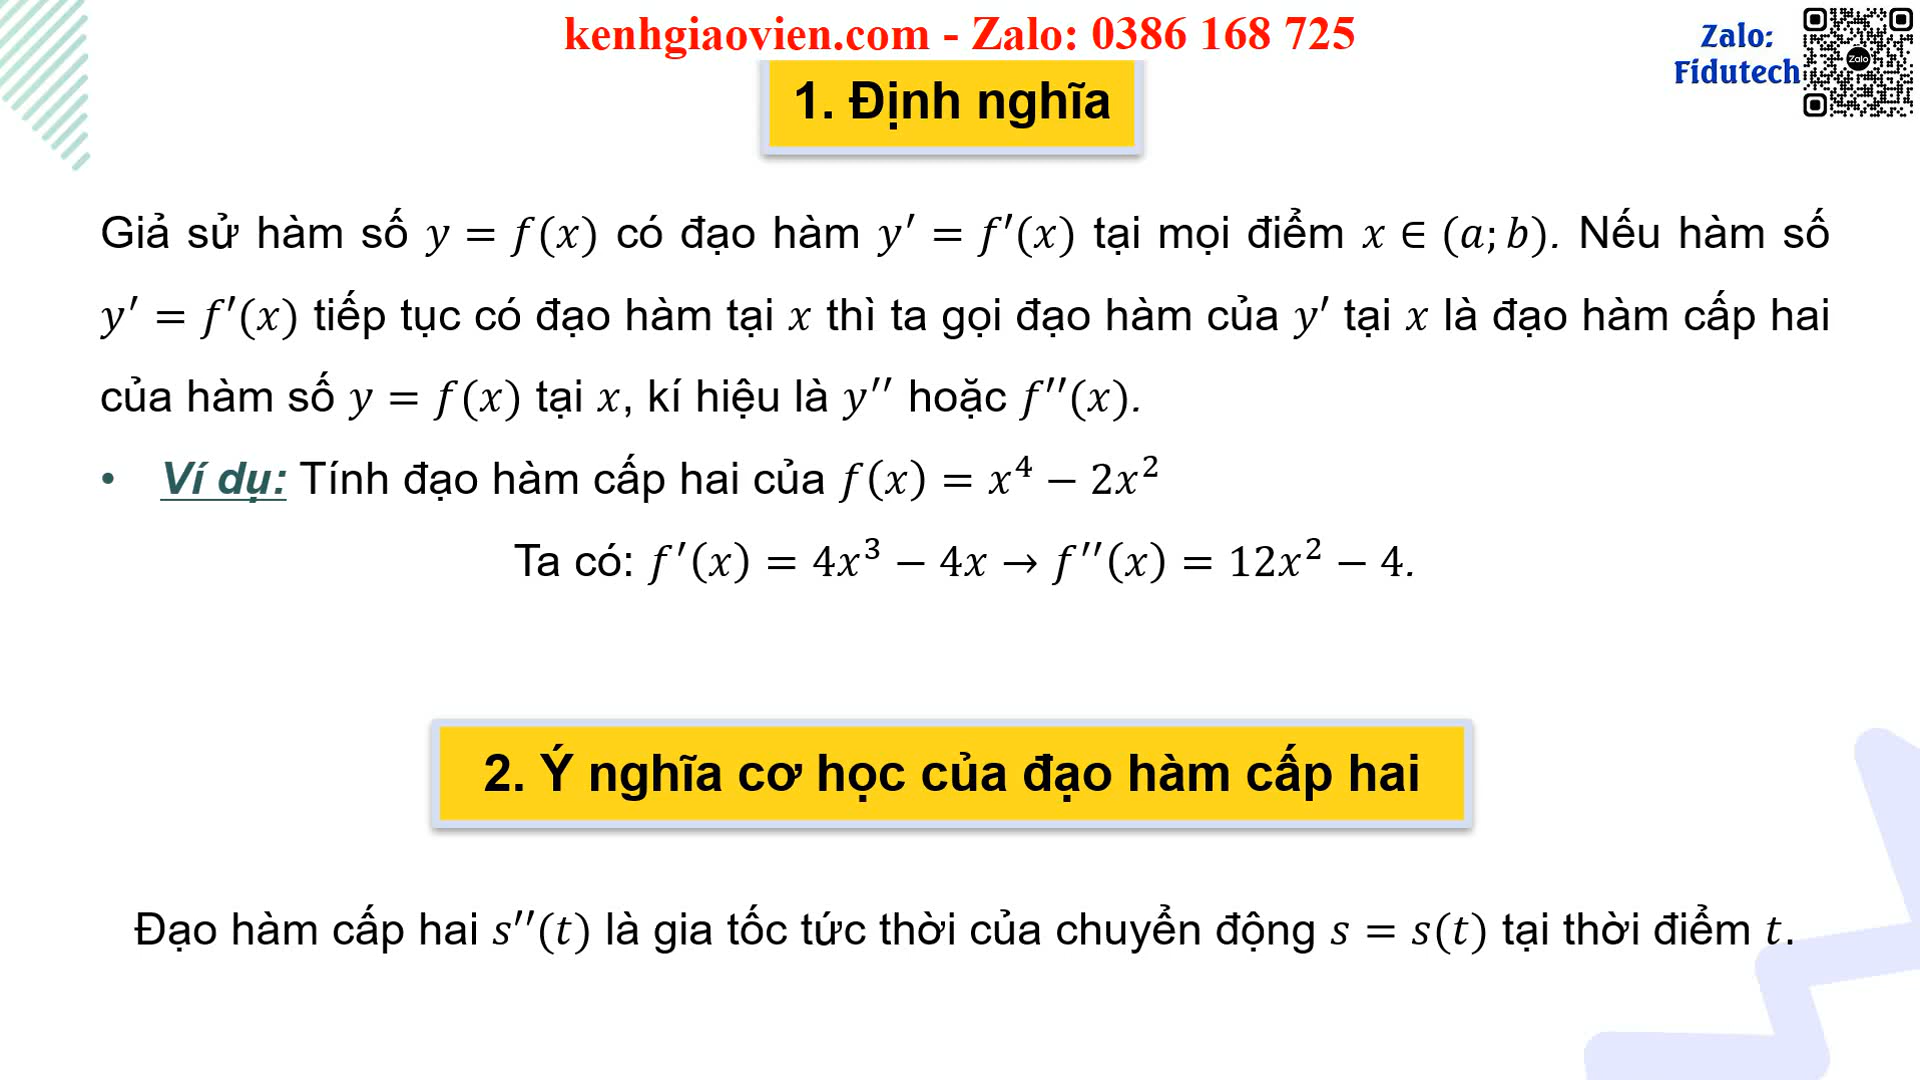 kenhgiaovien.com - Zalo: 0386 168 725
Zalo:
Fidutech
Zalo
1. Định nghĩa
Giả sử hàm số y = f(x) có đạo hàm y′ = f′(x) tại mọi điểm x ∈ (a; b). Nếu hàm số
y′ = f′(x) tiếp tục có đạo hàm tại x thì ta gọi đạo hàm của y′ tại x là đạo hàm cấp hai
của hàm số y = f(x) tại x, kí hiệu là y′′ hoặc f′′(x).
• Ví dụ: Tính đạo hàm cấp hai của f(x) = x⁴ − 2x²
Ta có: f′(x) = 4x³ − 4x → f′′(x) = 12x² − 4.
2. Ý nghĩa cơ học của đạo hàm cấp hai
Đạo hàm cấp hai s′′(t) là gia tốc tức thời của chuyển động s = s(t) tại thời điểm t.